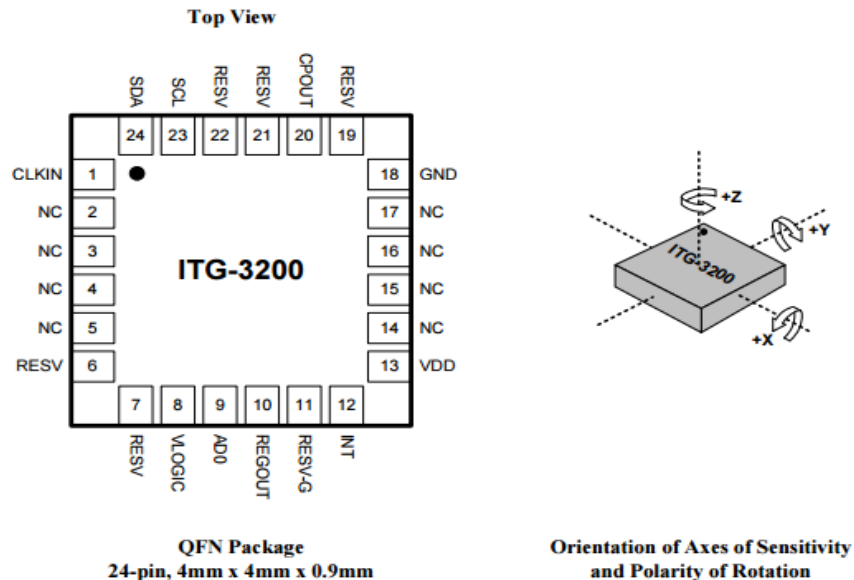 Top View
SDA
SCL
RESV
RESV
CPOUT
RESV
24
23
22
21
20
19
CLKIN 1
18 GND
NC 2
17 NC
NC 3
16 NC
NC 4
15 NC
NC 5
14 NC
RESV 6
13 VDD
ITG-3200
7
8
9
10
11
12
RESV
VLOGIC
AD0
REGOUT
RESV-G
INT
QFN Package
24-pin, 4mm x 4mm x 0.9mm
+Z
+Y
ITG-3200
+X
Orientation of Axes of Sensitivity
and Polarity of Rotation